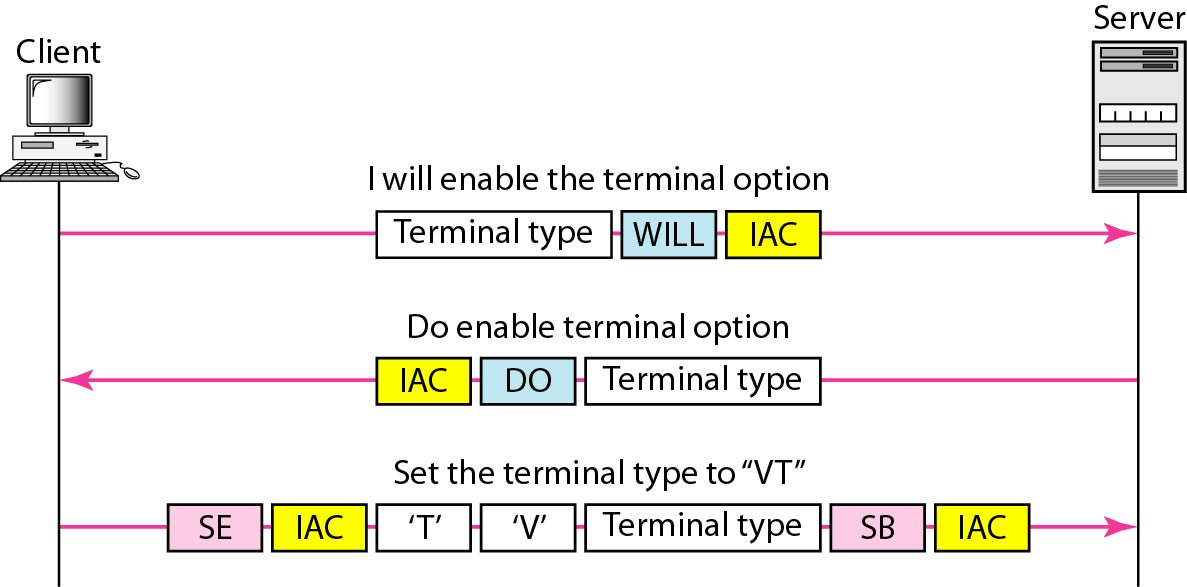 Client
Server
I will enable the terminal option
Terminal type WILL IAC
Do enable terminal option
IAC DO Terminal type
Set the terminal type to “VT”
SE IAC ‘T’ ‘V’ Terminal type SB IAC